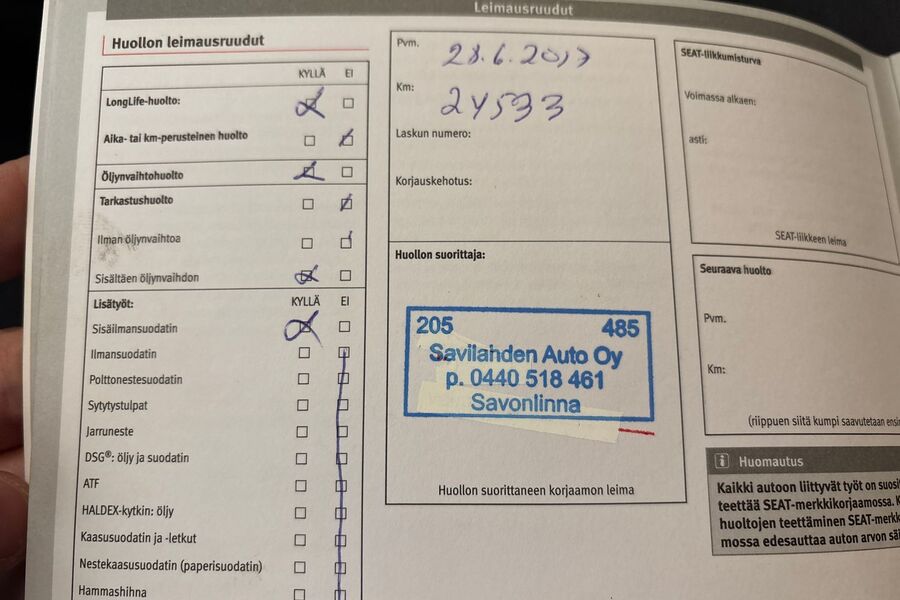 Leimausruudut
Huollon leimausruudut
KYLLÄ EI
LongLife-huolto:
Aika- tai km-perusteinen huolto
Öljynvaihtohuolto
Tarkastushuolto
Ilman öljynvaihtoa
Sisältäen öljynvaihdon
Lisätyöt: KYLLÄ EI
Sisäilmansuodatin
Ilmansuodatin
Polttonestesuodatin
Sytytystulpat
Jarruneste
DSG®: öljy ja suodatin
ATF
HALDEX-kytkin: öljy
Kaasusuodatin ja -letkut
Nestekaasusuodatin (paperisuodatin)
Hammashihna
Pvm. 28.6.2017
Km: 24533
Laskun numero:
Korjauskehotus:
Huollon suorittaja:
205 485
Savilahden Auto Oy
p. 0440 518 461
Savonlinna
Huollon suorittaneen korjaamon leima
SEAT-liikkumisturva
Voimassa alkaen:
asti:
SEAT-liikkeen leima
Seuraava huolto
Pvm.
Km:
(riippuen siitä kumpi saavutetaan ensi
i Huomautus
Kaikki autoon liittyvät työt on suosi
teettää SEAT-merkkikorjaamossa. K
huoltojen teettäminen SEAT-merkk
mossa edesauttaa auton arvon säi